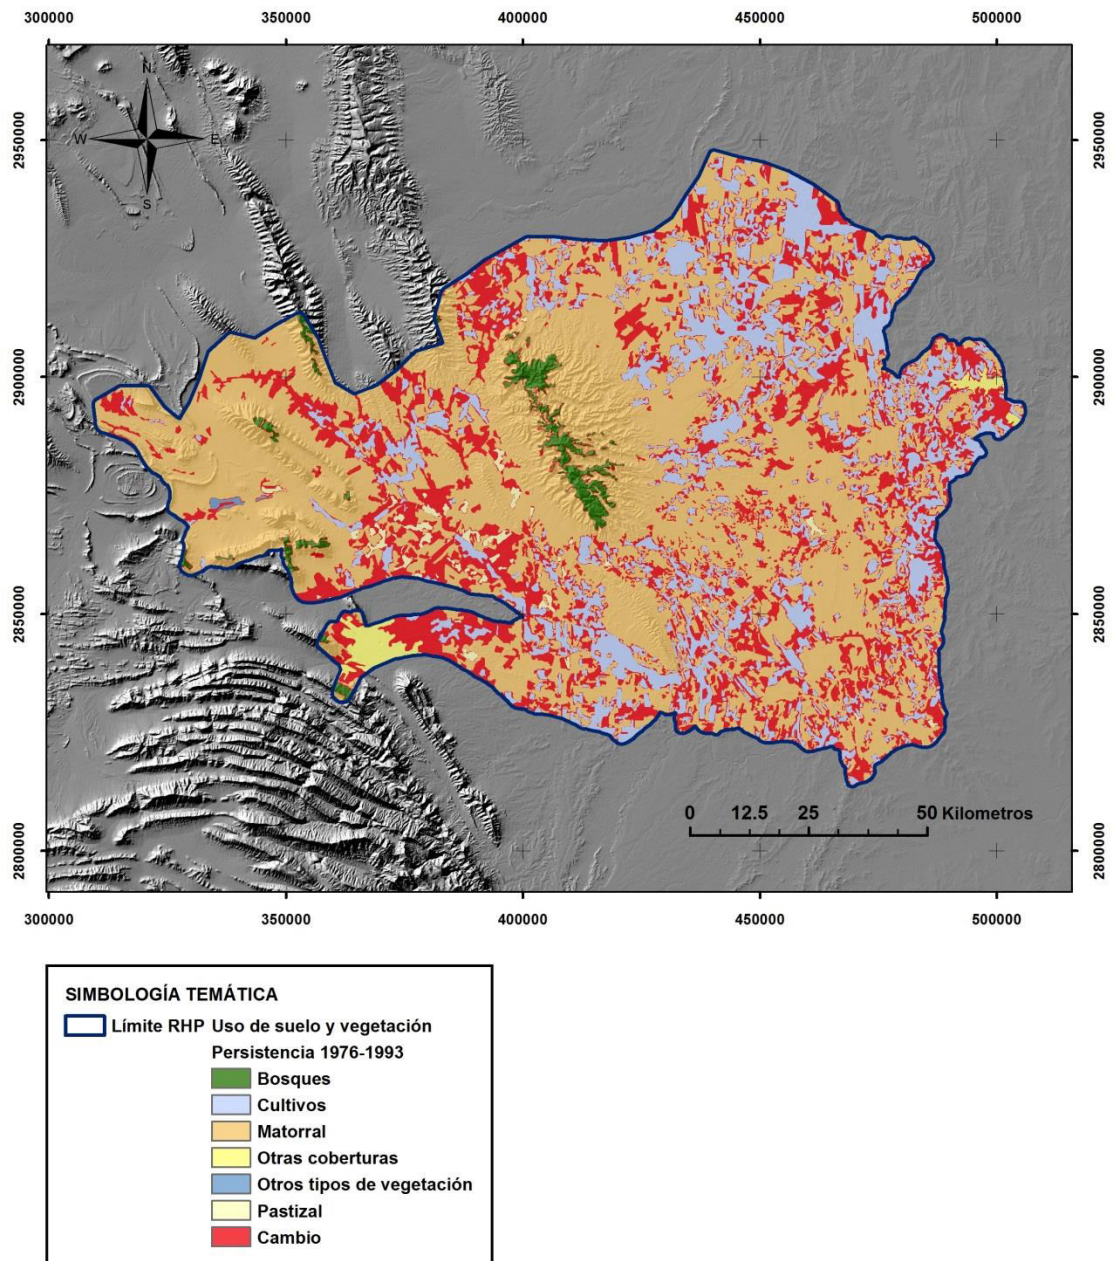 300000 350000 400000 450000 500000
N
W E
S
2950000 2950000
2900000 2900000
2850000 2850000
0 12.5 25 50 Kilometros
2800000 2800000
300000 350000 400000 450000 500000
SIMBOLOGÍA TEMÁTICA
Límite RHP Uso de suelo y vegetación
Persistencia 1976-1993
Bosques
Cultivos
Matorral
Otras coberturas
Otros tipos de vegetación
Pastizal
Cambio